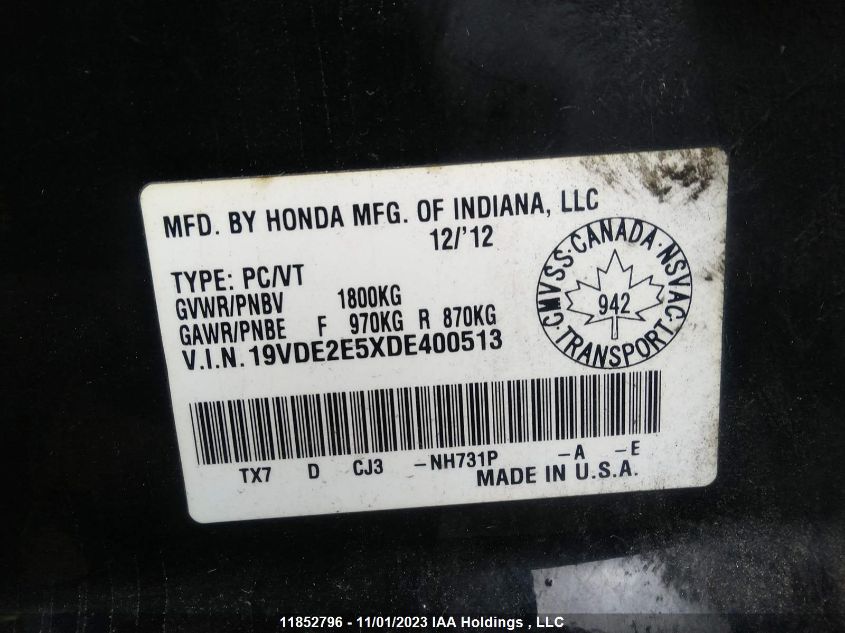 MFD. BY HONDA MFG. OF INDIANA, LLC
12/'12
TYPE: PC/VT
GVWR/PNBV 1800KG
GAWR/PNBE F 970KG R 870KG
V.I.N. 19VDE2E5XDE400513
CMVSS·CANADA·NSVAC·TRANSPORT·
942
TX7 D CJ3 -NH731P -A -E
MADE IN U.S.A.
11852796 - 11/01/2023 IAA Holdings , LLC